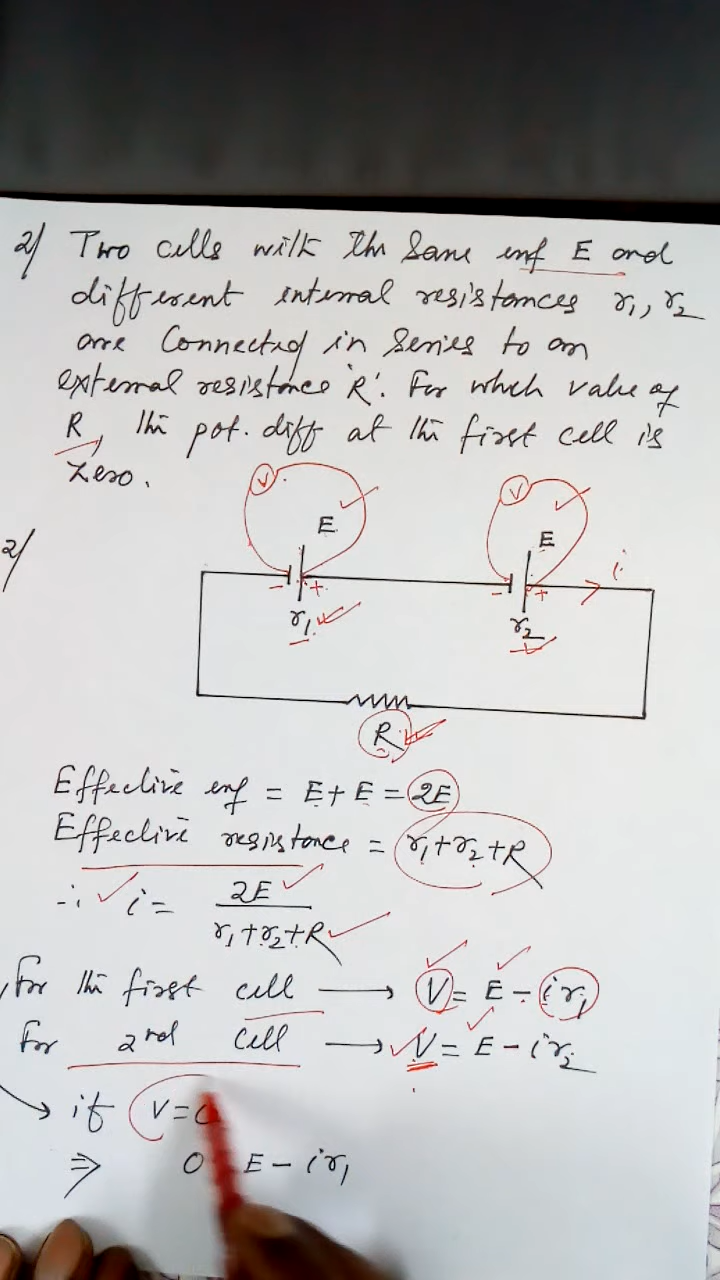 2/ Two cells with the same emf E and
different internal resistances r₁, r₂
are connected in series to an
external resistance 'R'. For which value of
R, the pot. diff at the first cell is
zero.
2/
V V
E E
i
- + - +
r₁ r₂
R
Effective emf = E + E = 2E
Effective resistance = r₁ + r₂ + R
∴ i = 2E / r₁ + r₂ + R
For the first cell → V = E - ir₁
For 2nd cell → V = E - ir₂
→ if V =
⇒ 0 E - ir₁